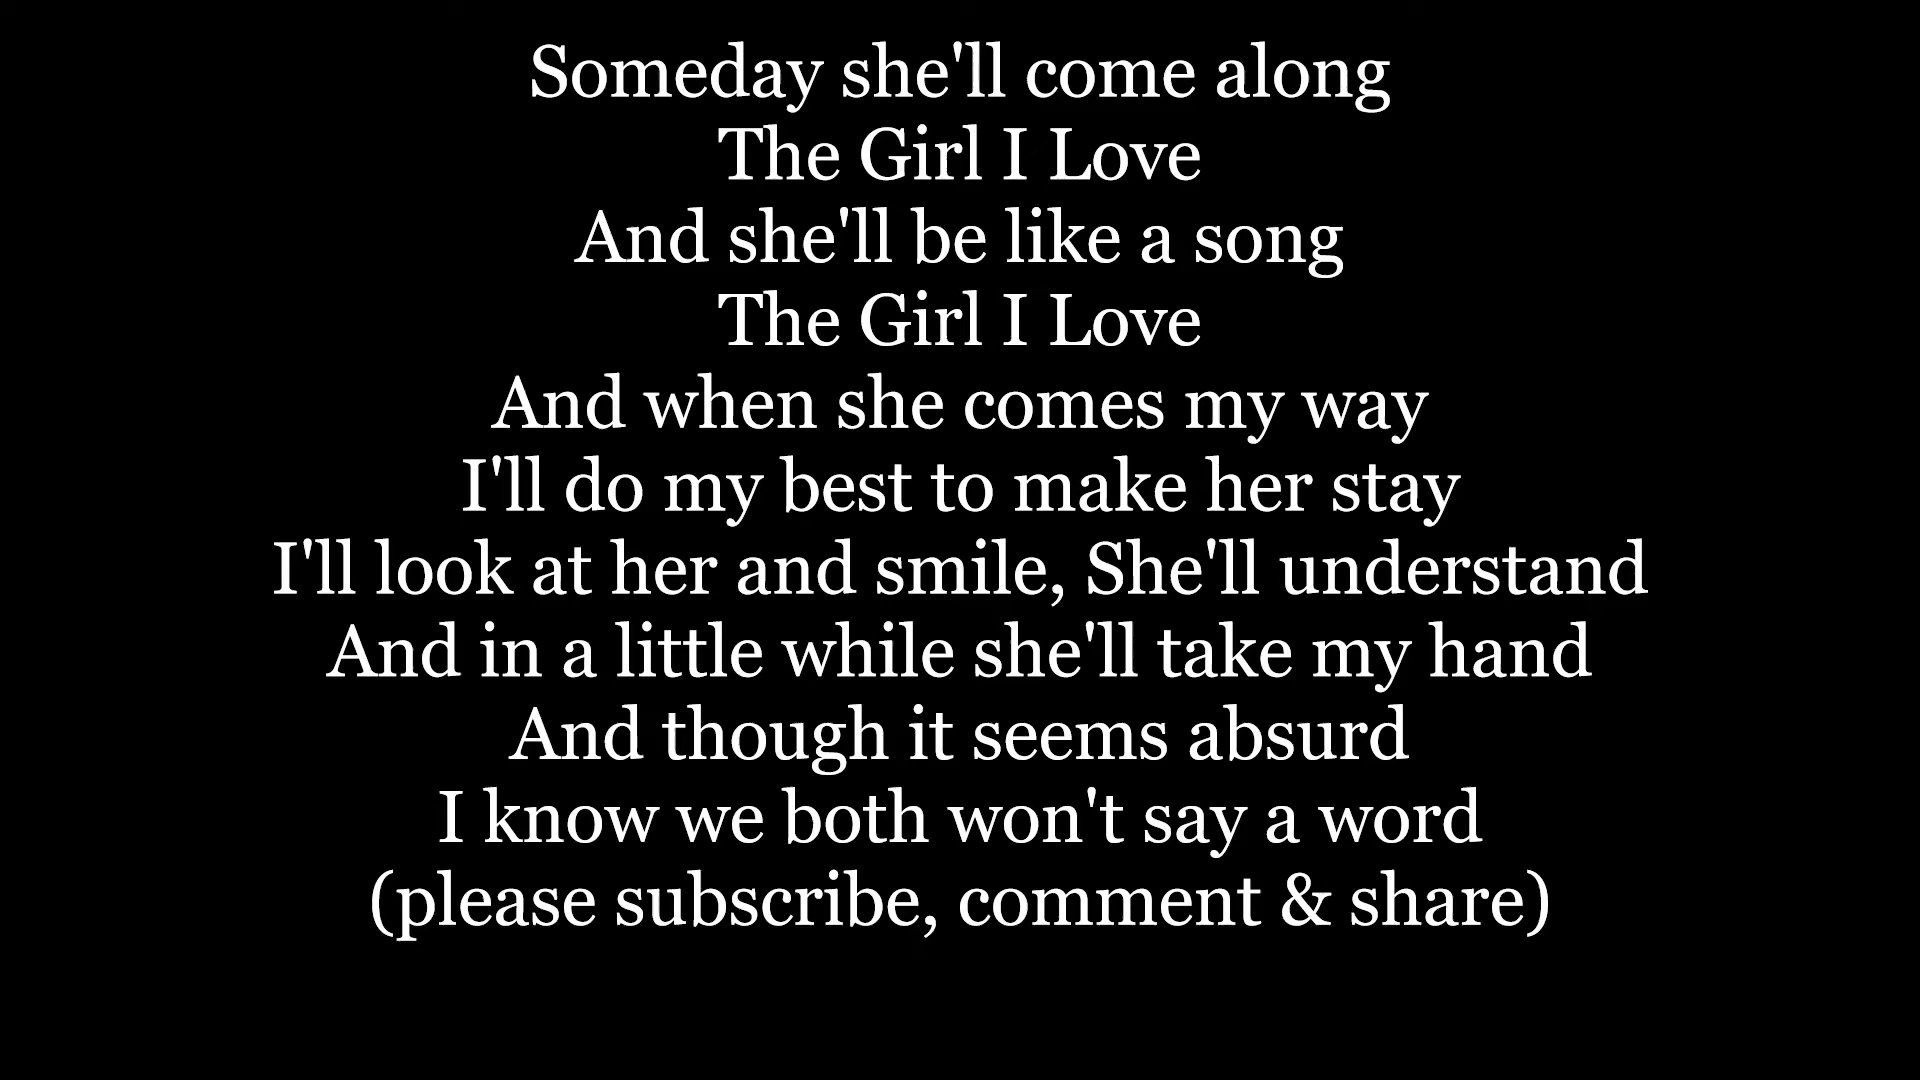 Someday she'll come along
The Girl I Love
And she'll be like a song
The Girl I Love
And when she comes my way
I'll do my best to make her stay
I'll look at her and smile, She'll understand
And in a little while she'll take my hand
And though it seems absurd
I know we both won't say a word
(please subscribe, comment & share)